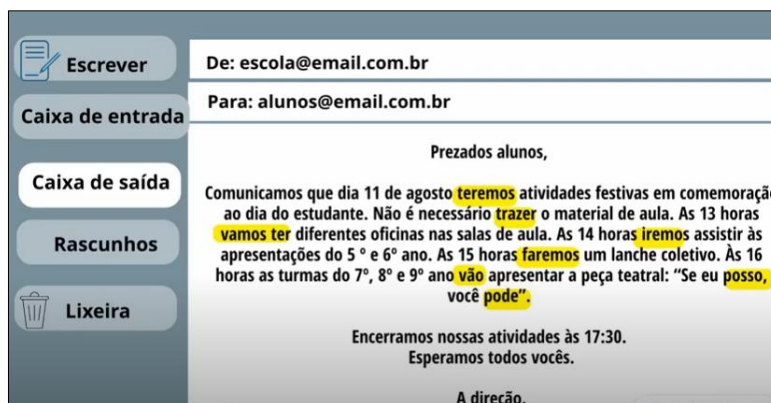 Escrever
Caixa de entrada
Caixa de saída
Rascunhos
Lixeira
De: escola@email.com.br
Para: alunos@email.com.br
Prezados alunos,
Comunicamos que dia 11 de agosto teremos atividades festivas em comemoração
ao dia do estudante. Não é necessário trazer o material de aula. As 13 horas
vamos ter diferentes oficinas nas salas de aula. As 14 horas iremos assistir às
apresentações do 5 º e 6º ano. As 15 horas faremos um lanche coletivo. Às 16
horas as turmas do 7º, 8º e 9º ano vão apresentar a peça teatral: “Se eu posso,
você pode”.
Encerramos nossas atividades às 17:30.
Esperamos todos vocês.
A direção.